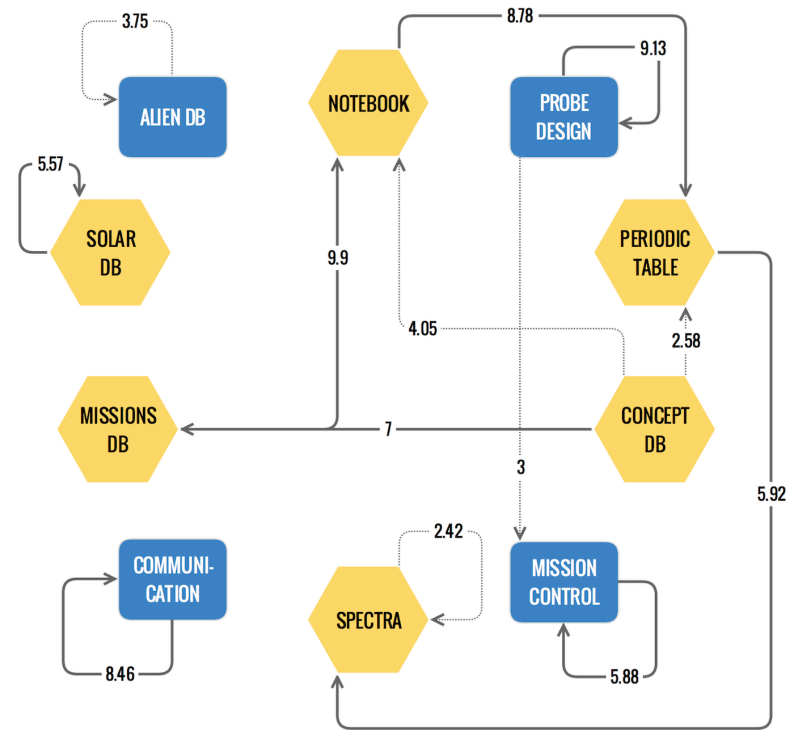 3.75
8.78
9.13
ALIEN DB
NOTEBOOK
PROBE
DESIGN
5.57
SOLAR
DB
9.9
PERIODIC
TABLE
4.05
2.58
MISSIONS
DB
7
CONCEPT
DB
3
5.92
2.42
COMMUNI-
CATION
SPECTRA
MISSION
CONTROL
8.46
5.88